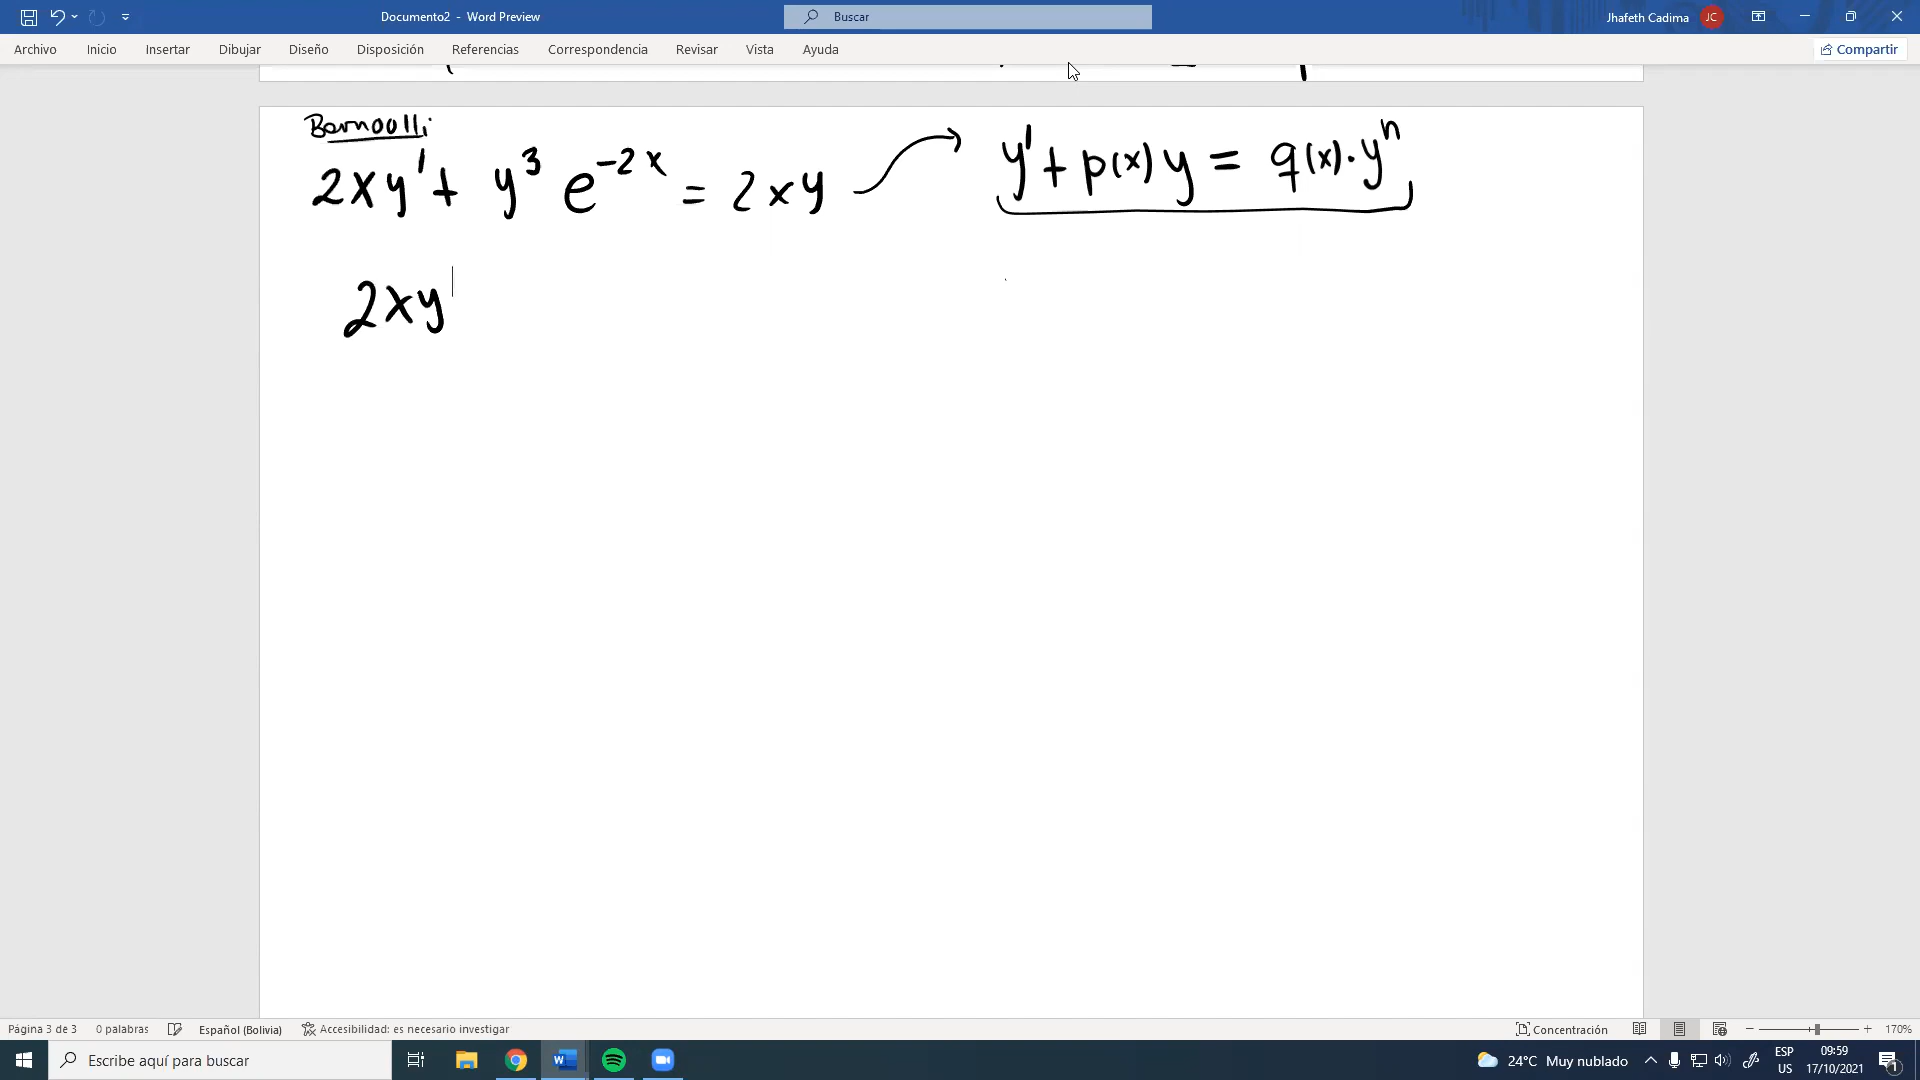 Documento2 - Word Preview
Buscar
Jhafeth Cadima
JC
Archivo Inicio Insertar Dibujar Diseño Disposición Referencias Correspondencia Revisar Vista Ayuda
Compartir
Bernoulli
2xy' + y³ e⁻²ˣ = 2xy
y' + p(x) y = q(x)·yⁿ
2xy'
Página 3 de 3 0 palabras Español (Bolivia) Accesibilidad: es necesario investigar
Concentración
170%
Escribe aquí para buscar
24°C Muy nublado
ESP
US
09:59
17/10/2021
1